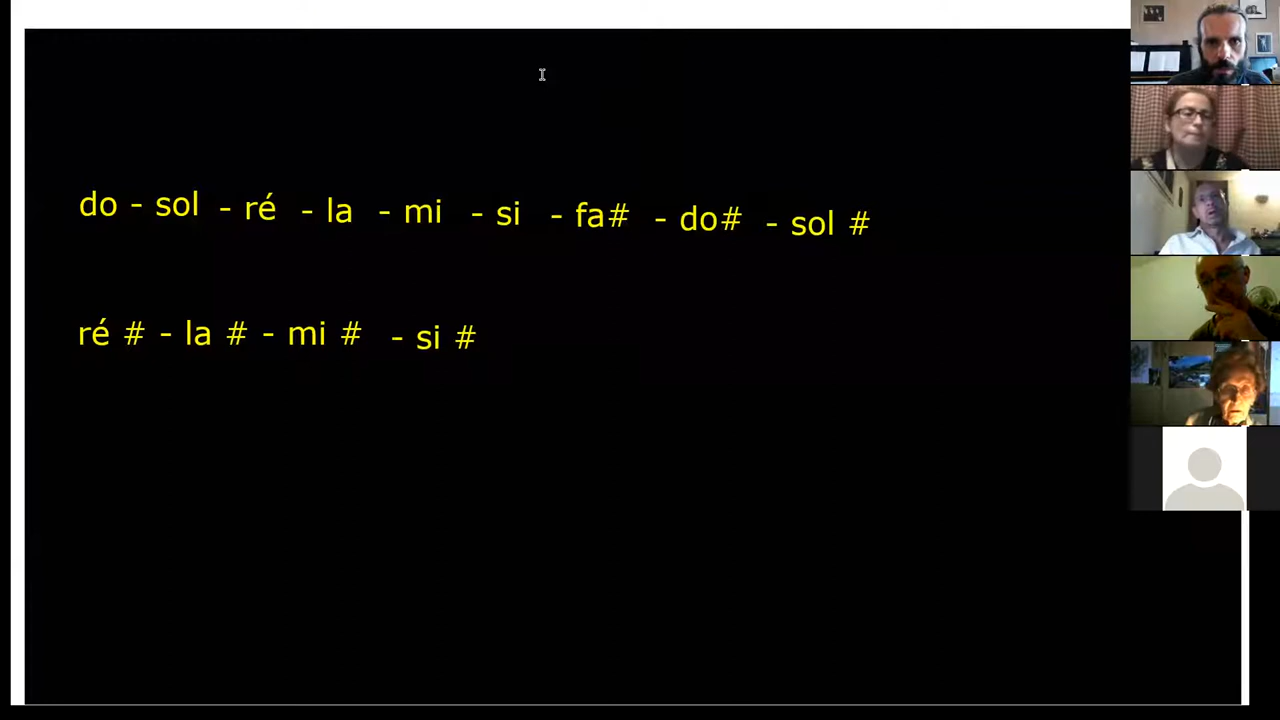 do - sol - ré - la - mi - si - fa# - do# - sol #
ré # - la # - mi # - si #